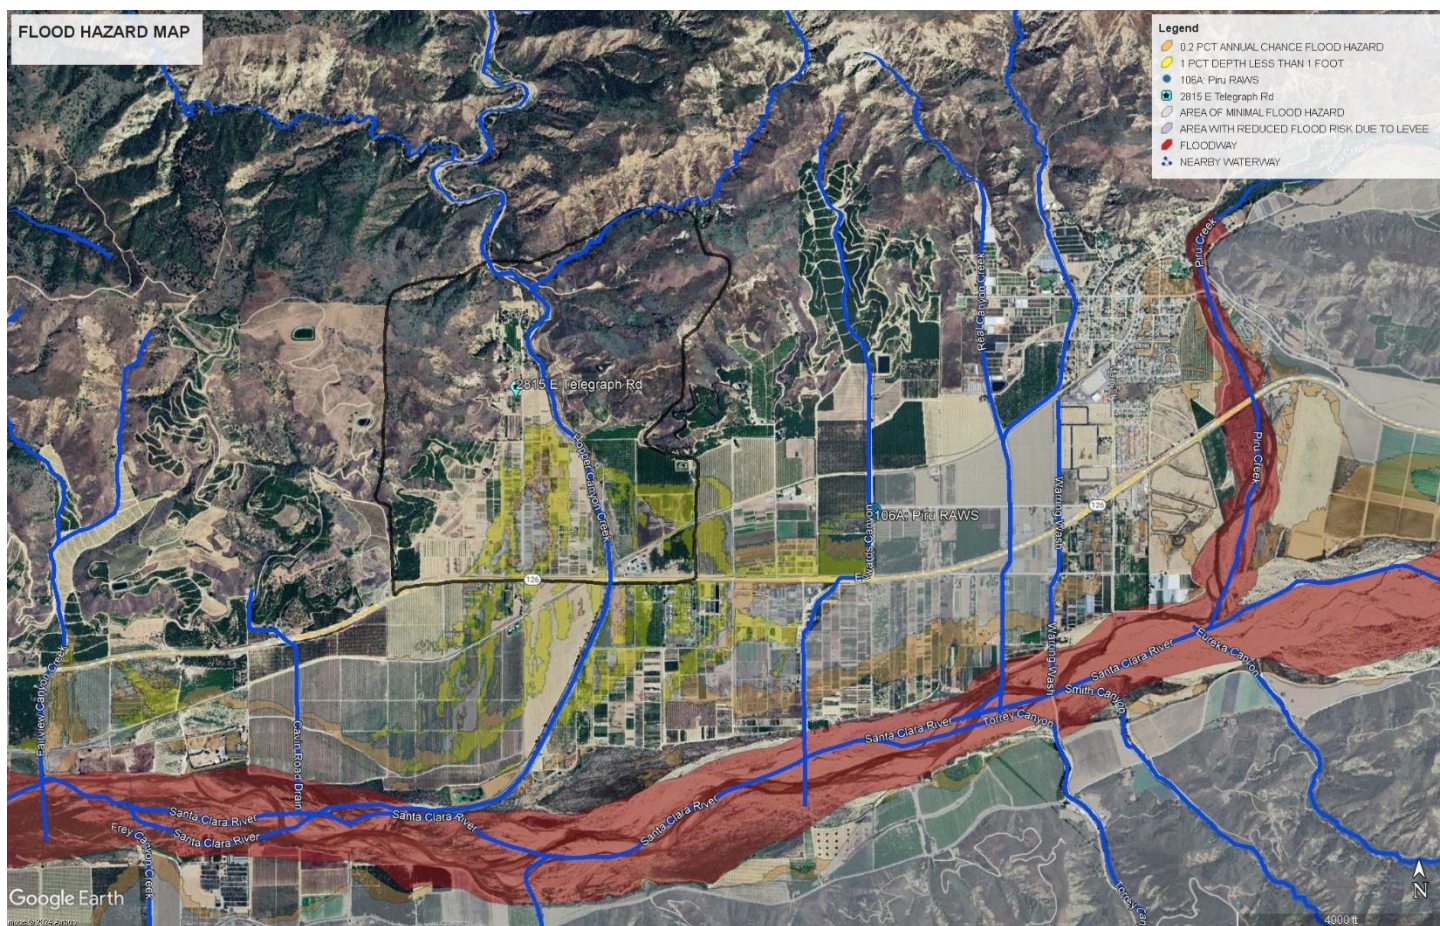 FLOOD HAZARD MAP
Legend
0.2 PCT ANNUAL CHANCE FLOOD HAZARD
1 PCT DEPTH LESS THAN 1 FOOT
106A: Piru RAWS
2815 E Telegraph Rd
AREA OF MINIMAL FLOOD HAZARD
AREA WITH REDUCED FLOOD RISK DUE TO LEVEE
FLOODWAY
NEARBY WATERWAY
Piru Creek
Real Canyon Creek
2815 E Telegraph Rd
Hopper Canyon Creek
Piru Creek
Warring Wash
126
106A: Piru RAWS
126
Fairview Canyon Creek
Cavin Road Drain
Warring Wash
Eureka Canyon
Santa Clara River
Smith Canyon
Torrey Canyon
Santa Clara River
Santa Clara River
Santa Clara River
Santa Clara River
Santa Clara River
Frey Canyon Creek
Torrey Can
Google Earth
N
4000 ft